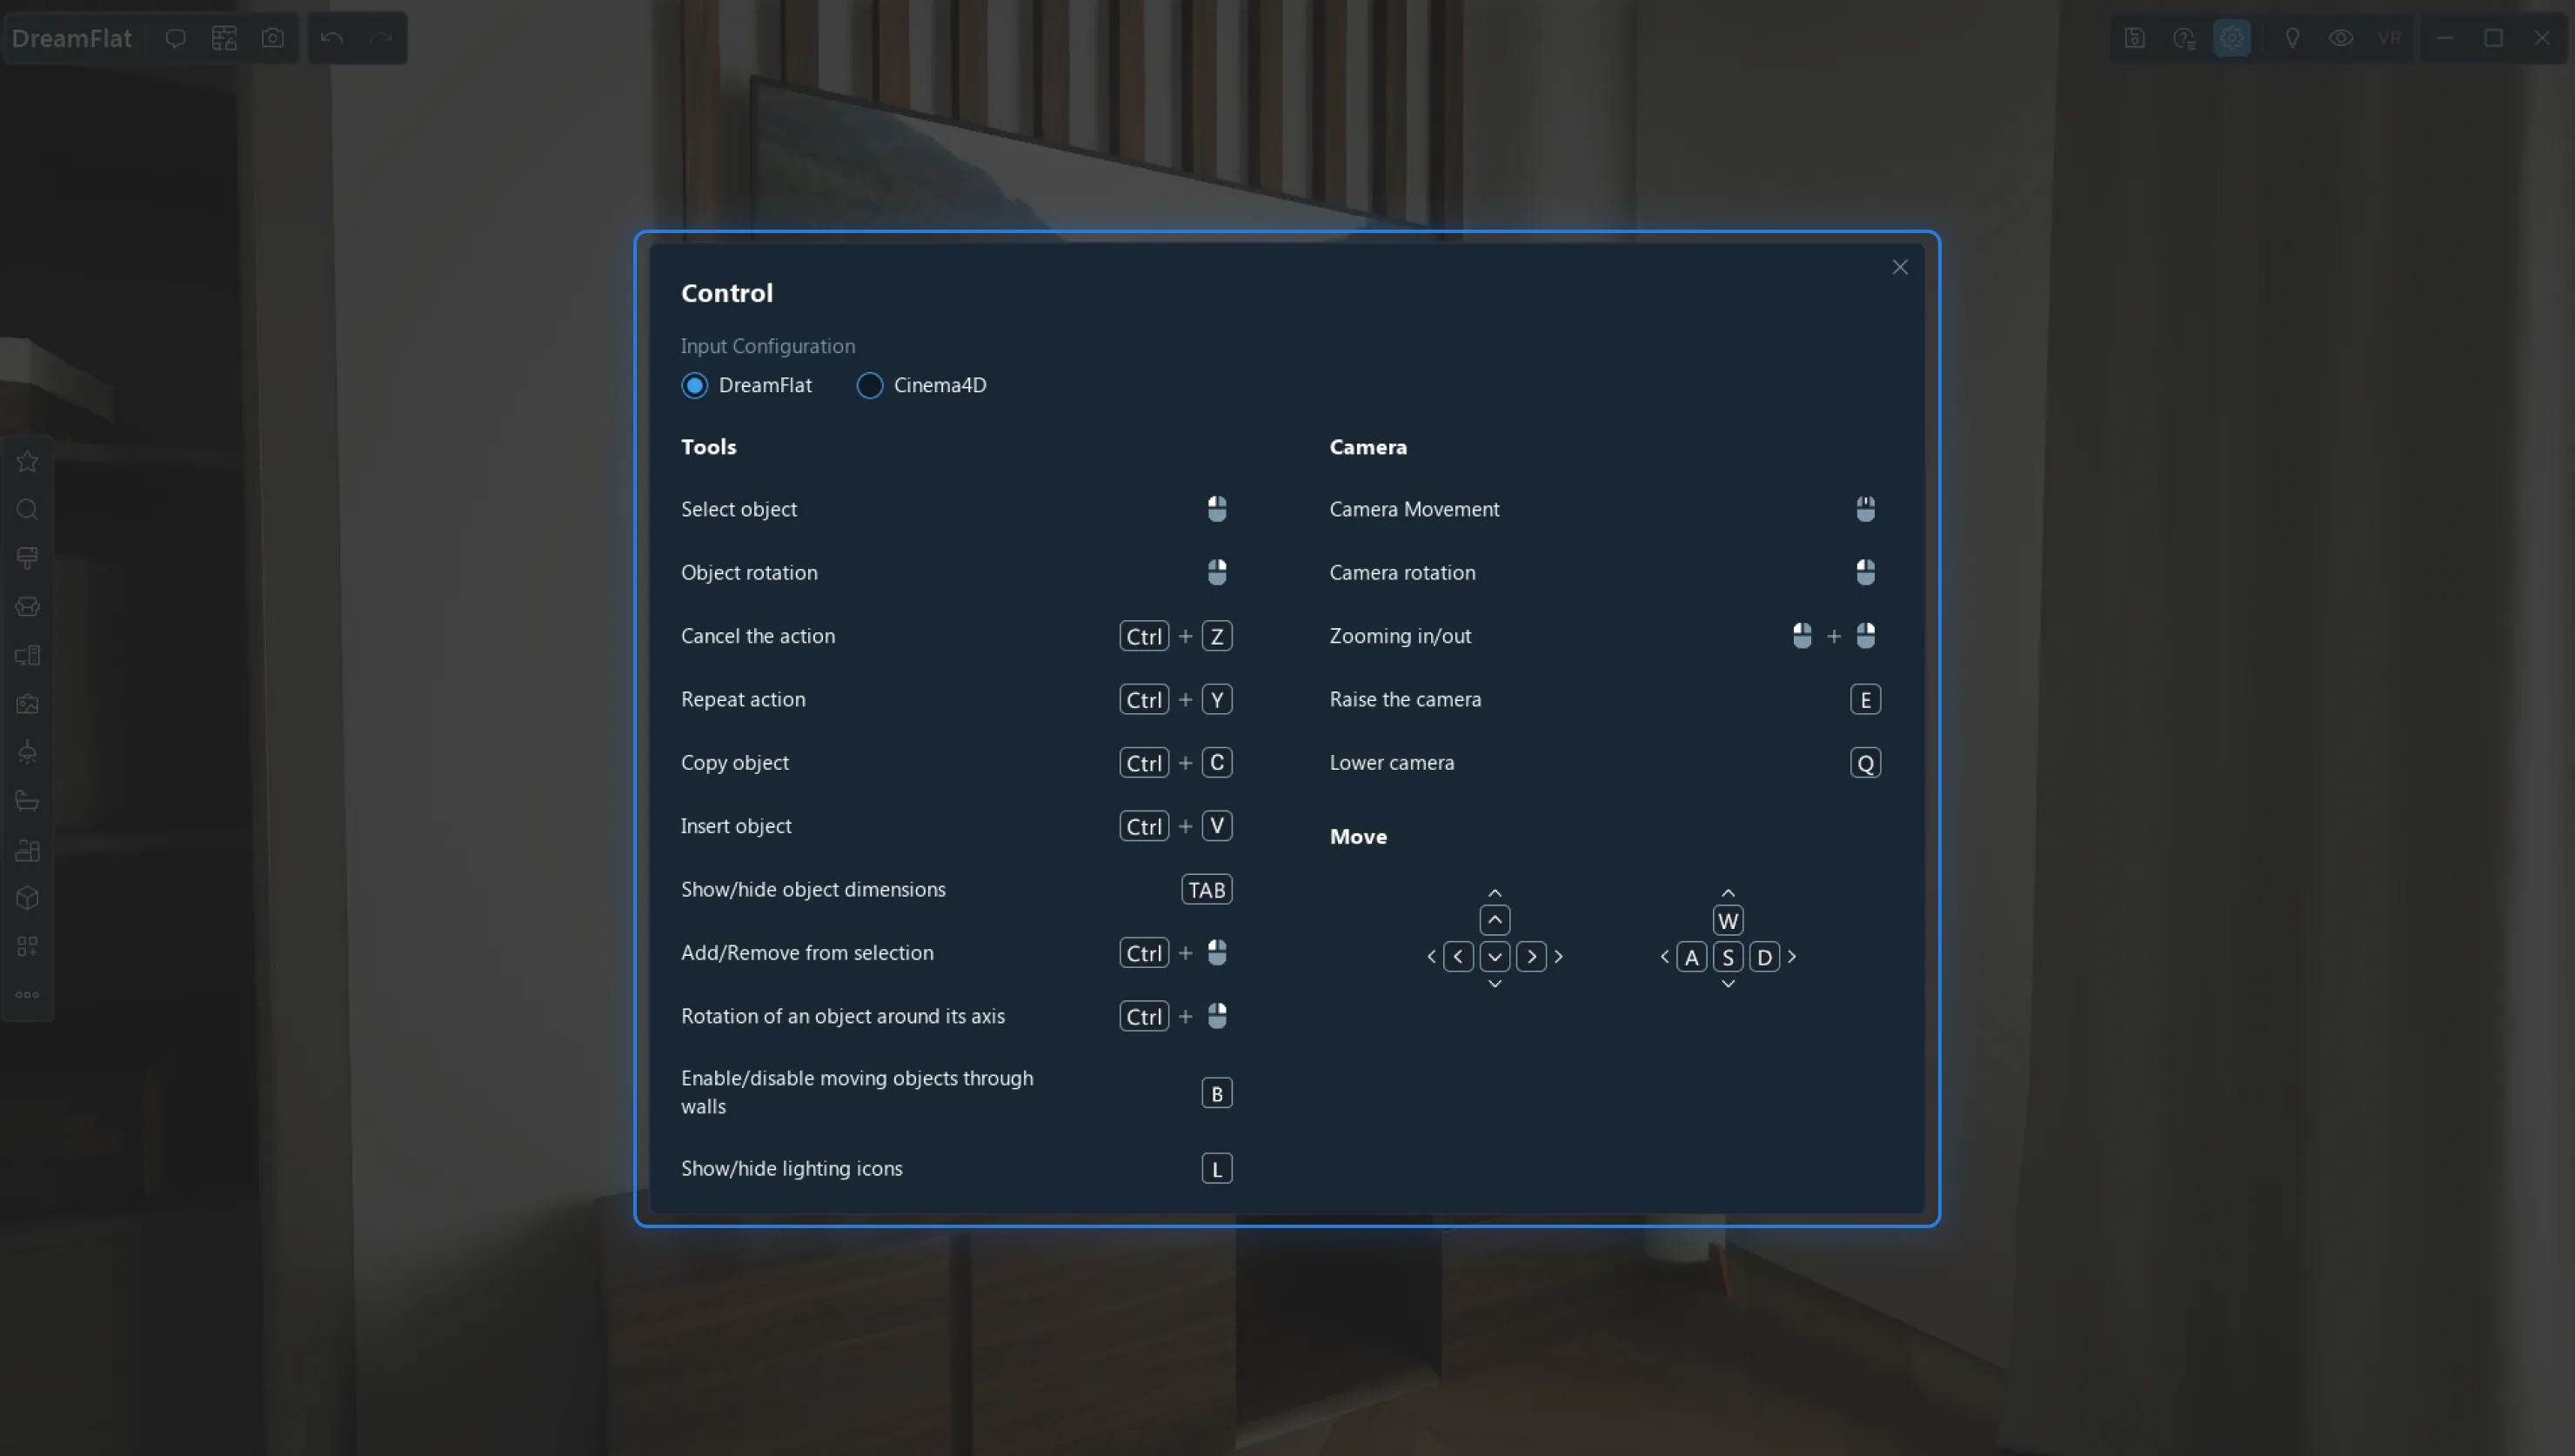 DreamFlat
VR
Control
Input Configuration
DreamFlat
Cinema4D
Tools
Select object
Object rotation
Cancel the action
Ctrl + Z
Repeat action
Ctrl + Y
Copy object
Ctrl + C
Insert object
Ctrl + V
Show/hide object dimensions
TAB
Add/Remove from selection
Ctrl +
Rotation of an object around its axis
Ctrl +
Enable/disable moving objects through
walls
B
Show/hide lighting icons
L
Camera
Camera Movement
Camera rotation
Zooming in/out
+
Raise the camera
E
Lower camera
Q
Move
W
A S D